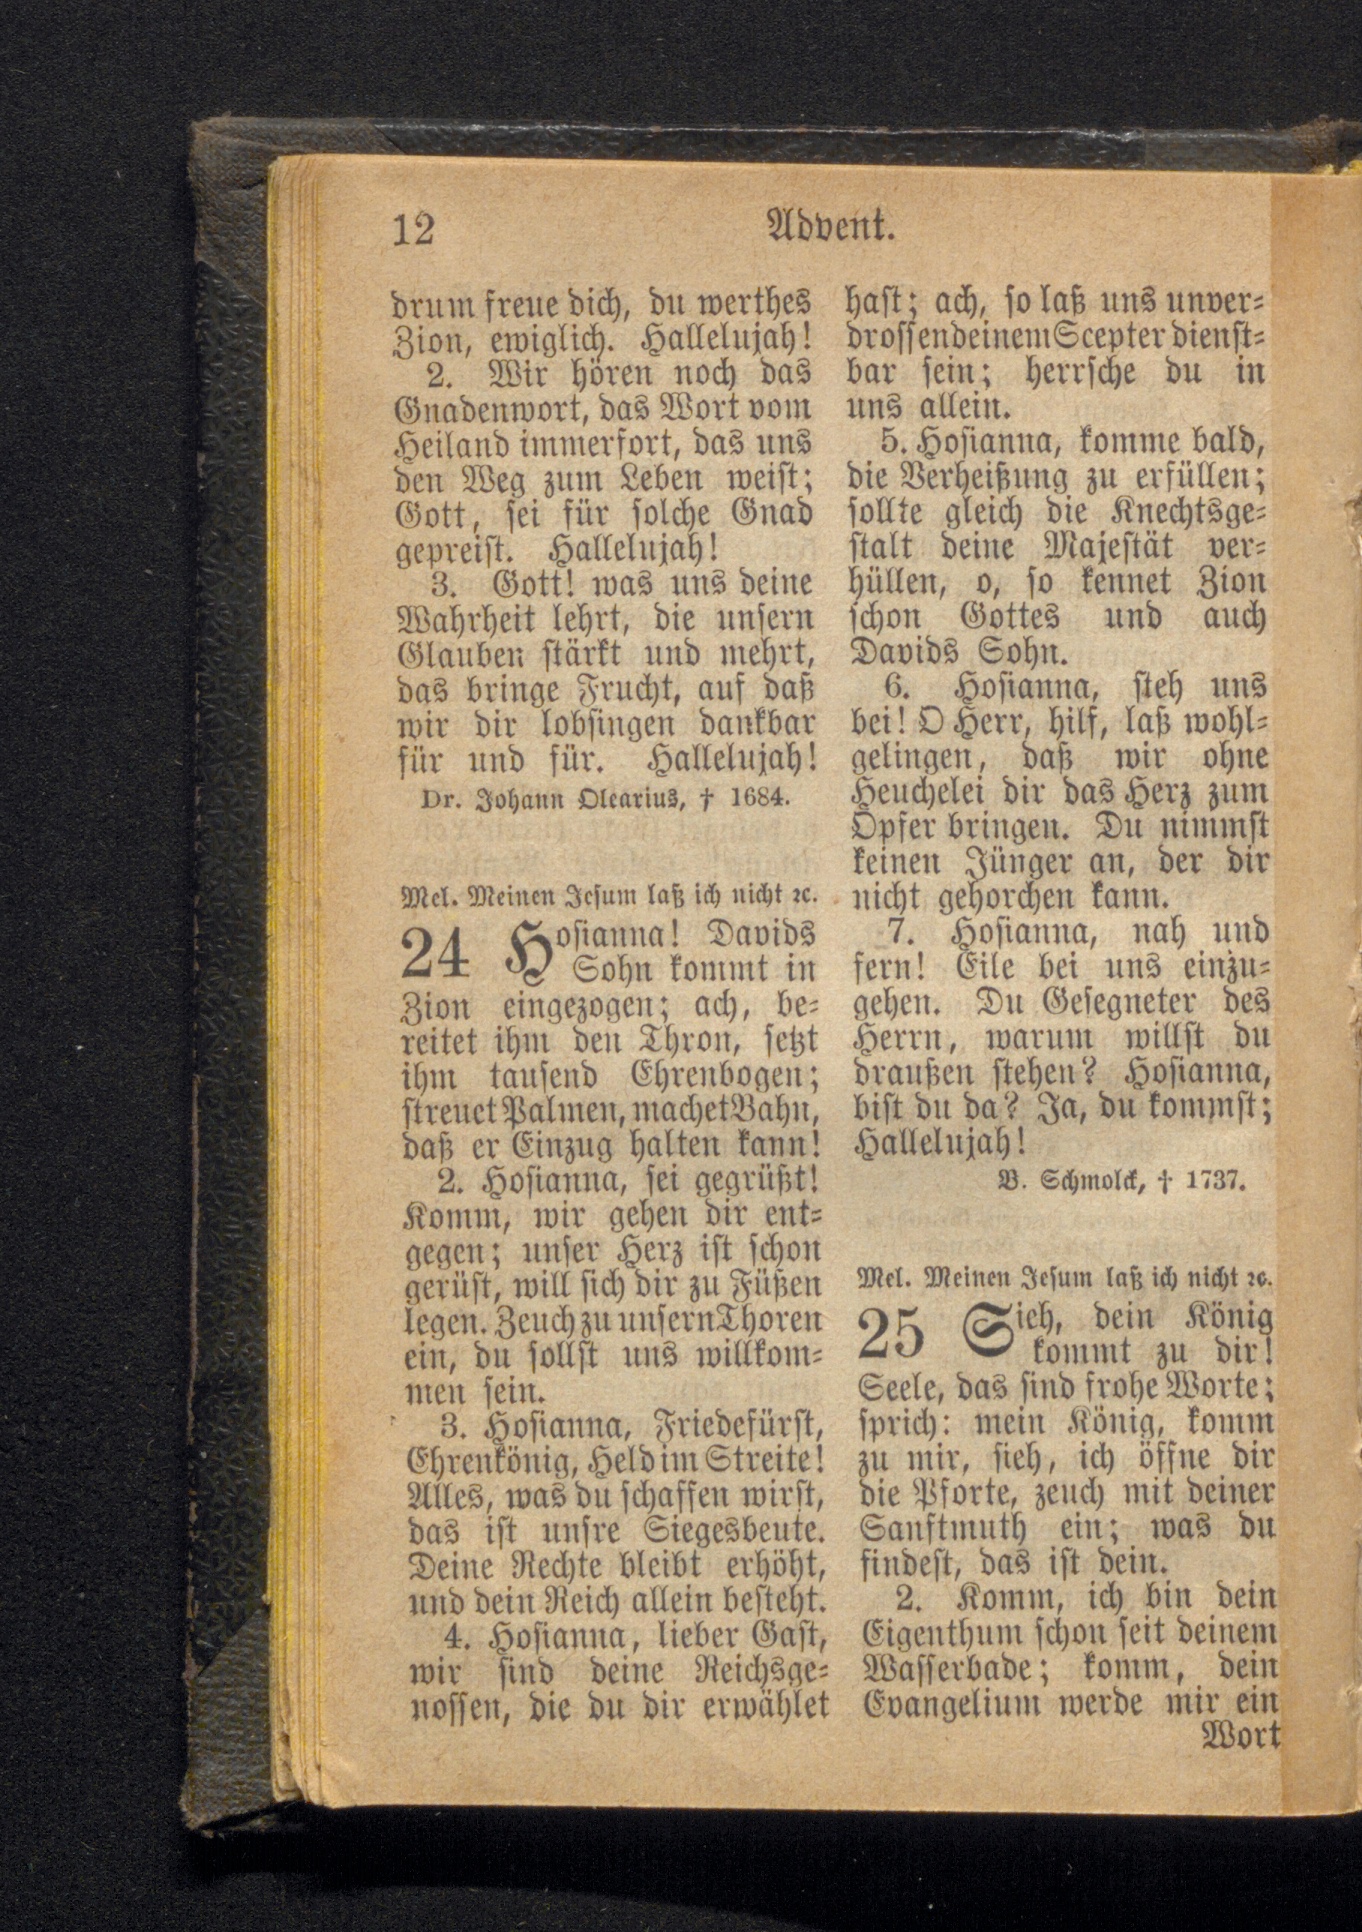 12
Advent.
drum freue dich, du werthes
Zion, ewiglich. Hallelujah!
2. Wir hören noch das
Gnadenwort, das Wort vom
Heiland immerfort, das uns
den Weg zum Leben weist;
Gott, sei für solche Gnad
gepreist. Hallelujah!
3. Gott! was uns deine
Wahrheit lehrt, die unsern
Glauben stärkt und mehrt,
das bringe Frucht, auf daß
wir dir lobsingen dankbar
für und für. Hallelujah!
Dr. Johann Olearius, † 1684.
Mel. Meinen Jesum laß ich nicht ꝛc.
24 Hosianna! Davids
Sohn kommt in
Zion eingezogen; ach, be-
reitet ihm den Thron, setzt
ihm tausend Ehrenbogen;
streuet Palmen, machet Bahn,
daß er Einzug halten kann!
2. Hosianna, sei gegrüßt!
Komm, wir gehen dir ent-
gegen; unser Herz ist schon
gerüst, will sich dir zu Füßen
legen. Zeuch zu unsern Thoren
ein, du sollst uns willkom-
men sein.
3. Hosianna, Friedefürst,
Ehrenkönig, Held im Streite!
Alles, was du schaffen wirst,
das ist unsre Siegesbeute.
Deine Rechte bleibt erhöht,
und dein Reich allein besteht.
4. Hosianna, lieber Gast,
wir sind deine Reichsge-
nossen, die du dir erwählet
hast; ach, so laß uns unver-
drossen deinem Scepter dienst-
bar sein; herrsche du in
uns allein.
5. Hosianna, komme bald,
die Verheißung zu erfüllen;
sollte gleich die Knechtsge-
stalt deine Majestät ver-
hüllen, o, so kennet Zion
schon Gottes und auch
Davids Sohn.
6. Hosianna, steh uns
bei! O Herr, hilf, laß wohl-
gelingen, daß wir ohne
Heuchelei dir das Herz zum
Opfer bringen. Du nimmst
keinen Jünger an, der dir
nicht gehorchen kann.
7. Hosianna, nah und
fern! Eile bei uns einzu-
gehen. Du Gesegneter des
Herrn, warum willst du
draußen stehen? Hosianna,
bist du da? Ja, du kommst;
Hallelujah!
B. Schmolck, † 1737.
Mel. Meinen Jesum laß ich nicht ꝛc.
25 Sieh, dein König
kommt zu dir!
Seele, das sind frohe Worte;
sprich: mein König, komm
zu mir, sieh, ich öffne dir
die Pforte, zeuch mit deiner
Sanftmuth ein; was du
findest, das ist dein.
2. Komm, ich bin dein
Eigenthum schon seit deinem
Wasserbade; komm, dein
Evangelium werde mir ein
Wort